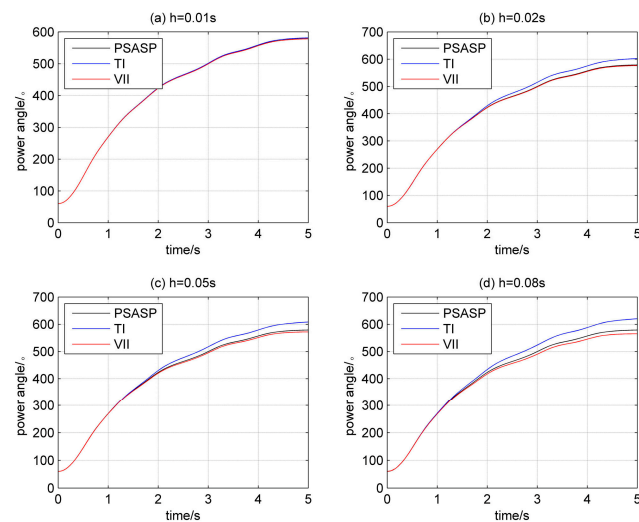 (a) h=0.01s
600
500
400
300
200
100
0
power angle/。
PSASP
TI
VII
0 1 2 3 4 5
time/s
(b) h=0.02s
700
600
500
400
300
200
100
0
power angle/。
PSASP
TI
VII
0 1 2 3 4 5
time/s
(c) h=0.05s
700
600
500
400
300
200
100
0
power angle/。
PSASP
TI
VII
0 1 2 3 4 5
time/s
(d) h=0.08s
700
600
500
400
300
200
100
0
power angle/。
PSASP
TI
VII
0 1 2 3 4 5
time/s